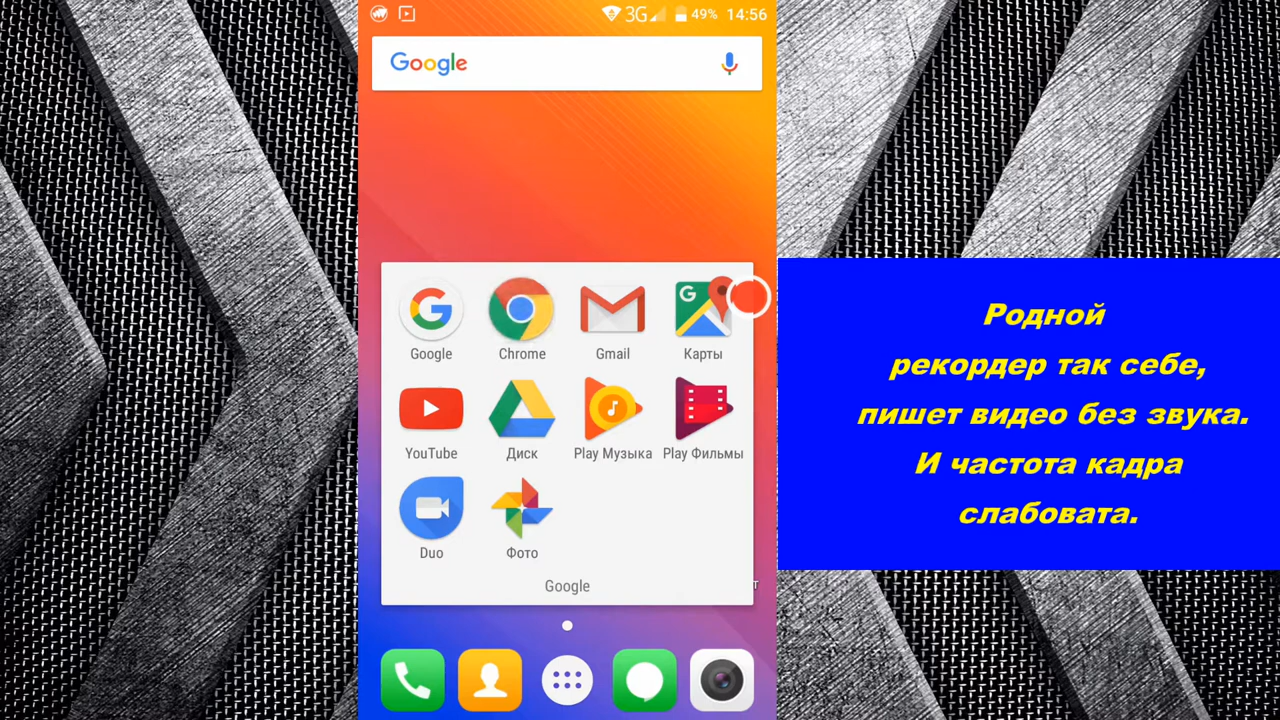 3G 49% 14:56
Google
G
Google Chrome Gmail Карты
YouTube Диск Play Музыка Play Фильмы
Duo Фото
Google
т
Родной
рекордер так себе,
пишет видео без звука.
И частота кадра
слабовата.